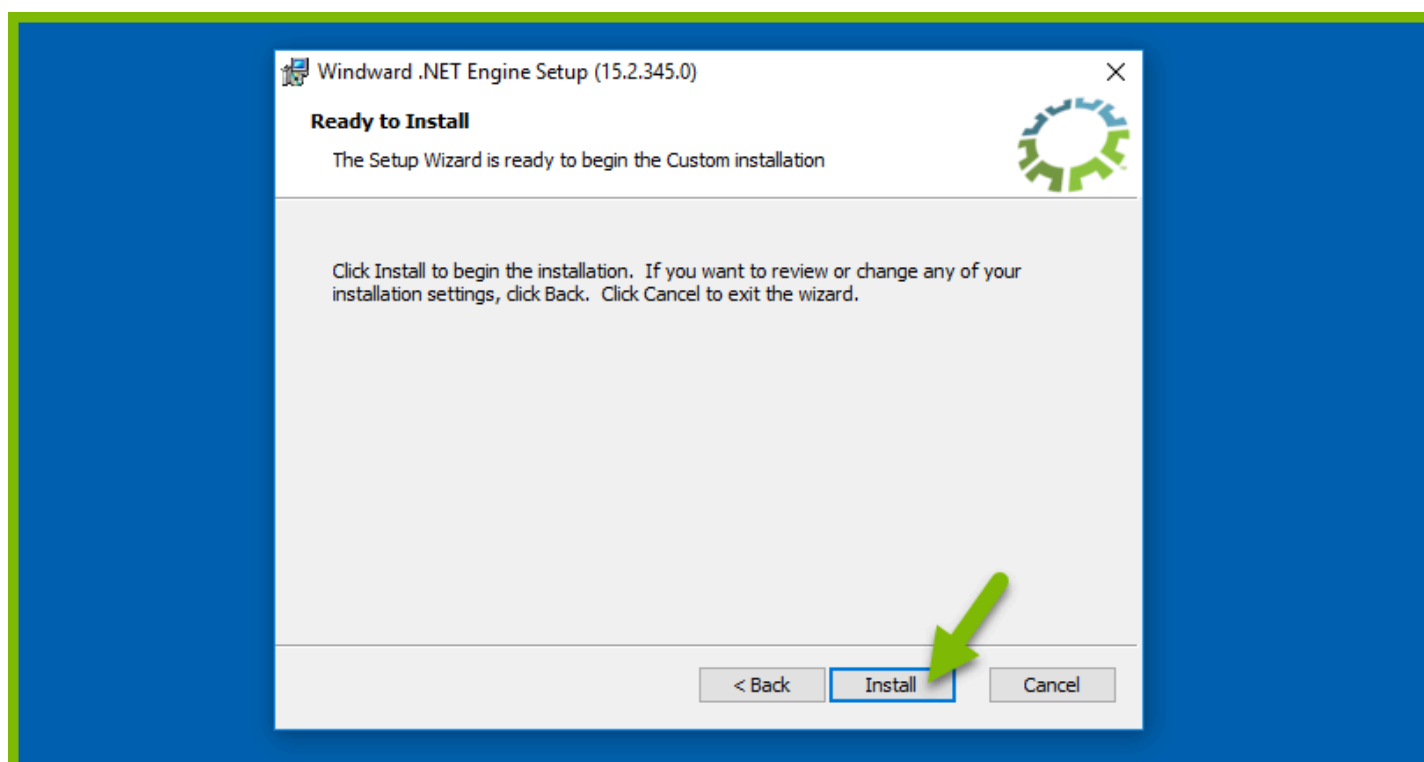 Windward .NET Engine Setup (15.2.345.0)
Ready to Install
The Setup Wizard is ready to begin the Custom installation
Click Install to begin the installation.  If you want to review or change any of your
installation settings, click Back.  Click Cancel to exit the wizard.
< Back Install Cancel